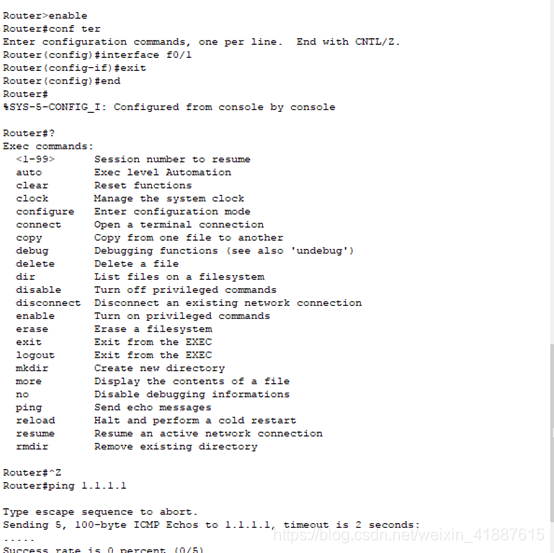 Router>enable
Router#conf ter
Enter configuration commands, one per line.  End with CNTL/Z.
Router(config)#interface f0/1
Router(config-if)#exit
Router(config)#end
Router#
%SYS-5-CONFIG_I: Configured from console by console
Router#?
Exec commands:
  <1-99>      Session number to resume
  auto        Exec level Automation
  clear       Reset functions
  clock       Manage the system clock
  configure   Enter configuration mode
  connect     Open a terminal connection
  copy        Copy from one file to another
  debug       Debugging functions (see also 'undebug')
  delete      Delete a file
  dir         List files on a filesystem
  disable     Turn off privileged commands
  disconnect  Disconnect an existing network connection
  enable      Turn on privileged commands
  erase       Erase a filesystem
  exit        Exit from the EXEC
  logout      Exit from the EXEC
  mkdir       Create new directory
  more        Display the contents of a file
  no          Disable debugging informations
  ping        Send echo messages
  reload      Halt and perform a cold restart
  resume      Resume an active network connection
  rmdir       Remove existing directory
Router#^Z
Router#ping 1.1.1.1
Type escape sequence to abort.
Sending 5, 100-byte ICMP Echos to 1.1.1.1, timeout is 2 seconds:
.....
https://blog.csdn.net/weixin_41887615
Success rate is 0 percent (0/5)